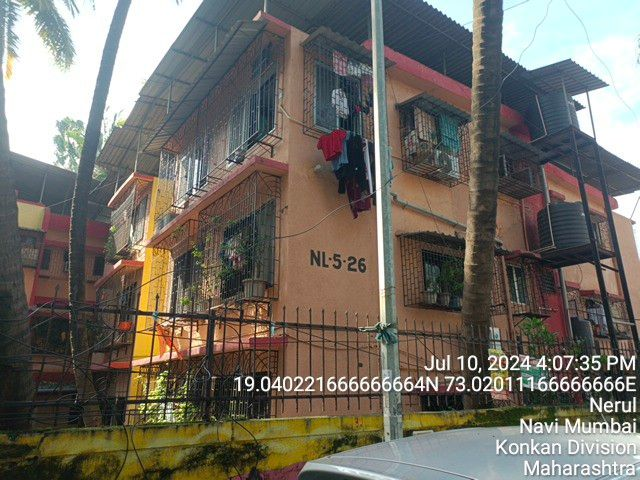 NL-5-26
Jul 10, 2024 4:07:35 PM
19.040221666666664N 73.02011166666666E
Nerul
Navi Mumbai
Konkan Division
Maharashtra